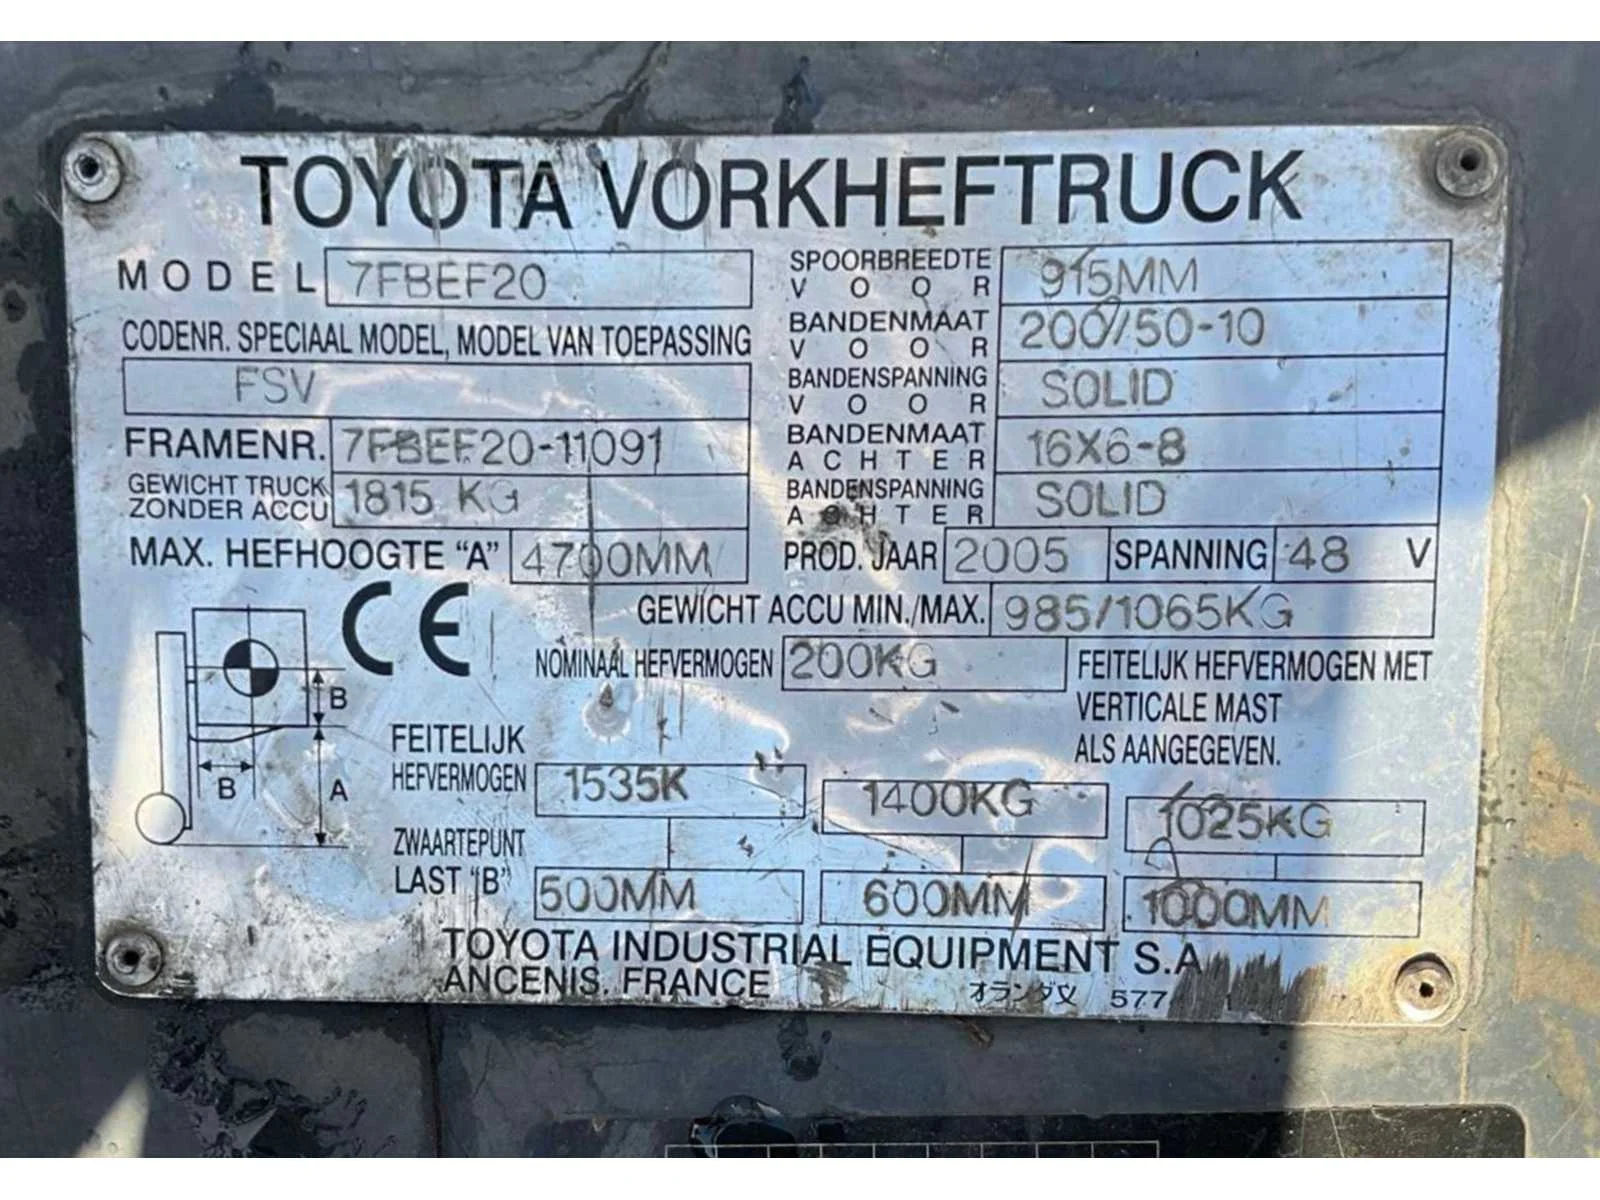 TOYOTA VORKHEFTRUCK
MODEL 7FBEF20
CODENR. SPECIAAL MODEL, MODEL VAN TOEPASSING
FSV
FRAMENR. 7FBEF20-11091
GEWICHT TRUCK
ZONDER ACCU 1815 KG
MAX. HEFHOOGTE “A” 4700MM
SPOORBREEDTE
VOOR 915MM
BANDENMAAT
VOOR 200/50-10
BANDENSPANNING
VOOR SOLID
BANDENMAAT
ACHTER 16X6-8
BANDENSPANNING
ACHTER SOLID
PROD. JAAR 2005 SPANNING 48 V
GEWICHT ACCU MIN./MAX. 985/1065KG
CE
NOMINAAL HEFVERMOGEN 200KG
FEITELIJK HEFVERMOGEN MET
VERTICALE MAST
ALS AANGEGEVEN.
B
B
A
FEITELIJK
HEFVERMOGEN 1535K 1400KG 1025KG
ZWAARTEPUNT
LAST "B" 500MM 600MM 1000MM
TOYOTA INDUSTRIAL EQUIPMENT S.A
ANCENIS, FRANCE
オランダ文 577